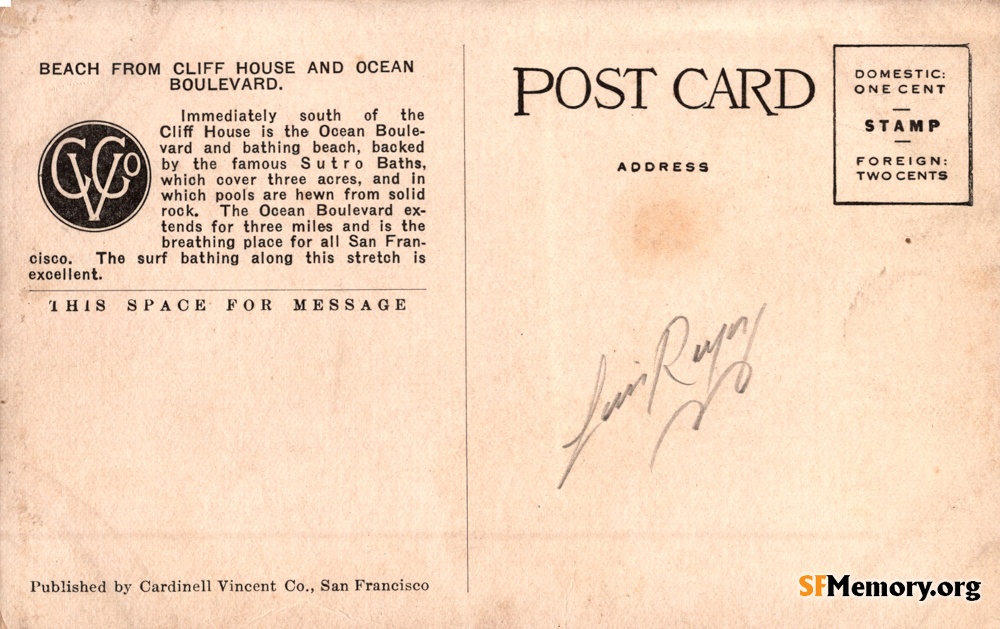 BEACH FROM CLIFF HOUSE AND OCEAN
BOULEVARD.
Immediately south of the
Cliff House is the Ocean Boule-
vard and bathing beach, backed
by the famous Sutro Baths,
which cover three acres, and in
which pools are hewn from solid
rock. The Ocean Boulevard ex-
tends for three miles and is the
breathing place for all San Fran-
cisco. The surf bathing along this stretch is
excellent.
CVCo
THIS SPACE FOR MESSAGE
Published by Cardinell Vincent Co., San Francisco
POST CARD
ADDRESS
DOMESTIC:
ONE CENT
STAMP
FOREIGN:
TWO CENTS
SFMemory.org